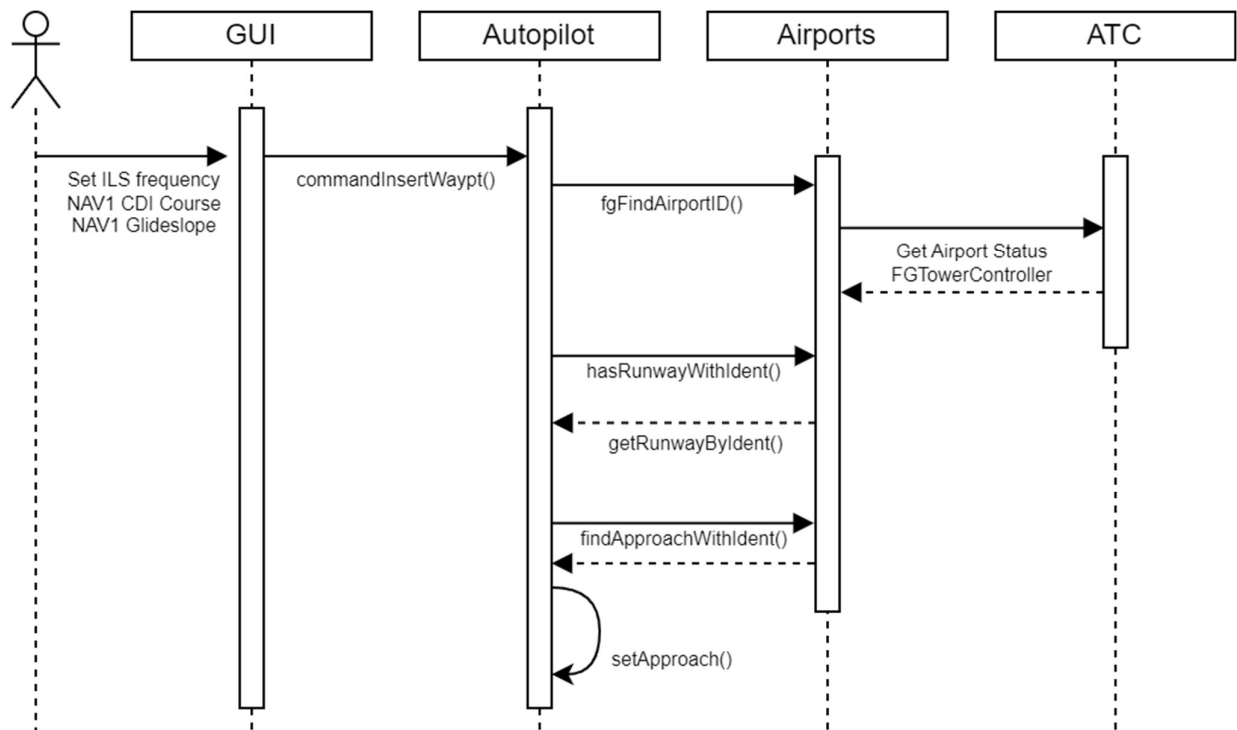 GUI
Autopilot
Airports
ATC
Set ILS frequency
NAV1 CDI Course
NAV1 Glideslope
commandInsertWaypt()
fgFindAirportID()
Get Airport Status
FGTowerController
hasRunwayWithIdent()
getRunwayByIdent()
findApproachWithIdent()
setApproach()